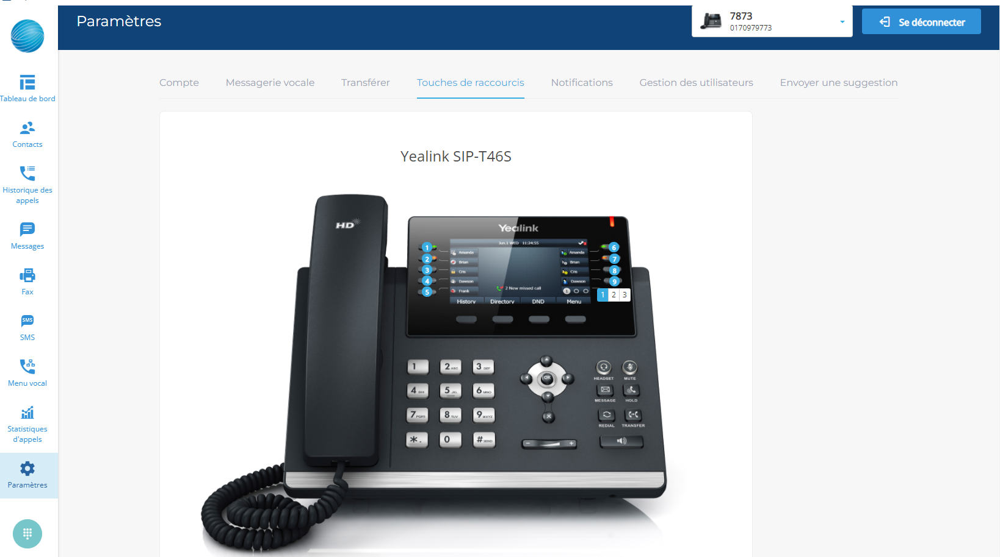 Paramètres
7873
0170979773
Se déconnecter
Tableau de bord
Contacts
Historique des
appels
Messages
Fax
SMS
SMS
Menu vocal
Statistiques
d'appels
Paramètres
Compte
Messagerie vocale
Transférer
Touches de raccourcis
Notifications
Gestion des utilisateurs
Envoyer une suggestion
Yealink SIP-T46S
HD
Yealink
Jun.1 WED 11:24:55
1 Amanda
2 Brian
3 Cris
4 Dawson
5 Frank
Amanda 6
Brian 7
Cris 8
Dawson 9
2 New missed call
1
1 2 3
History Directory DND Menu
1 2 ABC 3 DEF
4 GHI 5 JKL 6 MNO
7 PQRS 8 TUV 9 WXYZ
*. 0 # SEND
OK
HEADSET MUTE
MESSAGE HOLD
REDIAL TRANSFER